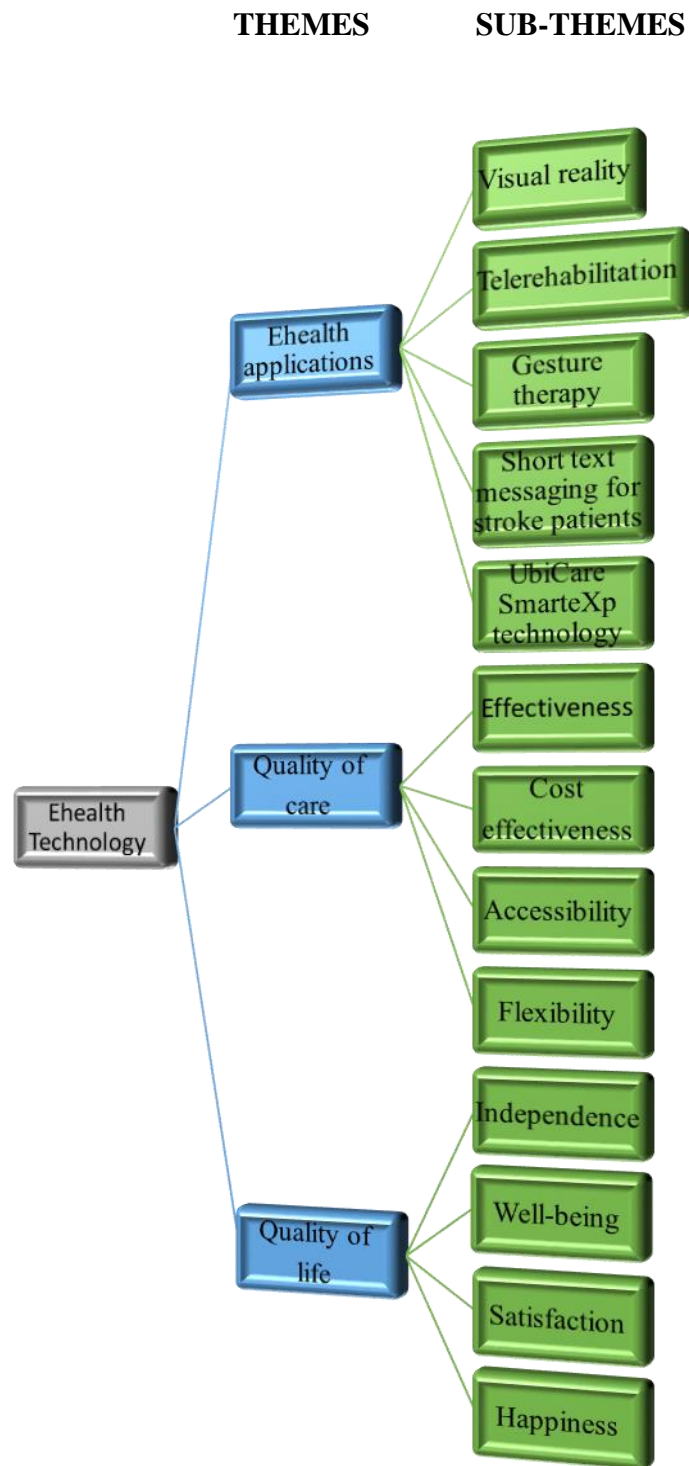 THEMES
SUB-THEMES
Visual reality
Telerehabilitation
Ehealth
applications
Gesture
therapy
Short text
messaging for
stroke patients
UbiCare
SmarteXp
technology
Effectiveness
Quality of
care
Cost
effectiveness
Ehealth
Technology
Accessibility
Flexibility
Independence
Well-being
Quality of
life
Satisfaction
Happiness